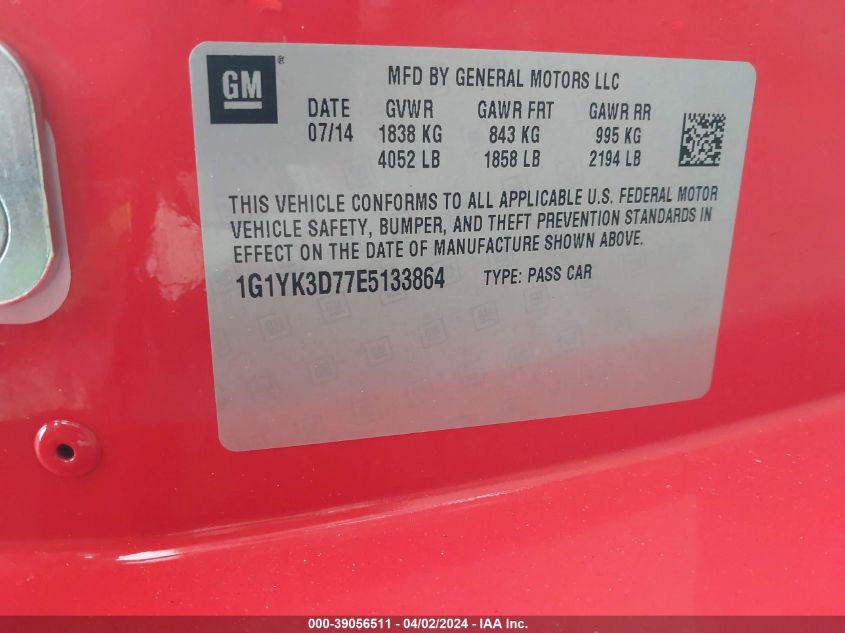 GM®
MFD BY GENERAL MOTORS LLC
DATE GVWR GAWR FRT GAWR RR
07/14 1838 KG 843 KG 995 KG
4052 LB 1858 LB 2194 LB
THIS VEHICLE CONFORMS TO ALL APPLICABLE U.S. FEDERAL MOTOR
VEHICLE SAFETY, BUMPER, AND THEFT PREVENTION STANDARDS IN
EFFECT ON THE DATE OF MANUFACTURE SHOWN ABOVE.
1G1YK3D77E5133864 TYPE: PASS CAR
000-39056511 - 04/02/2024 - IAA Inc.